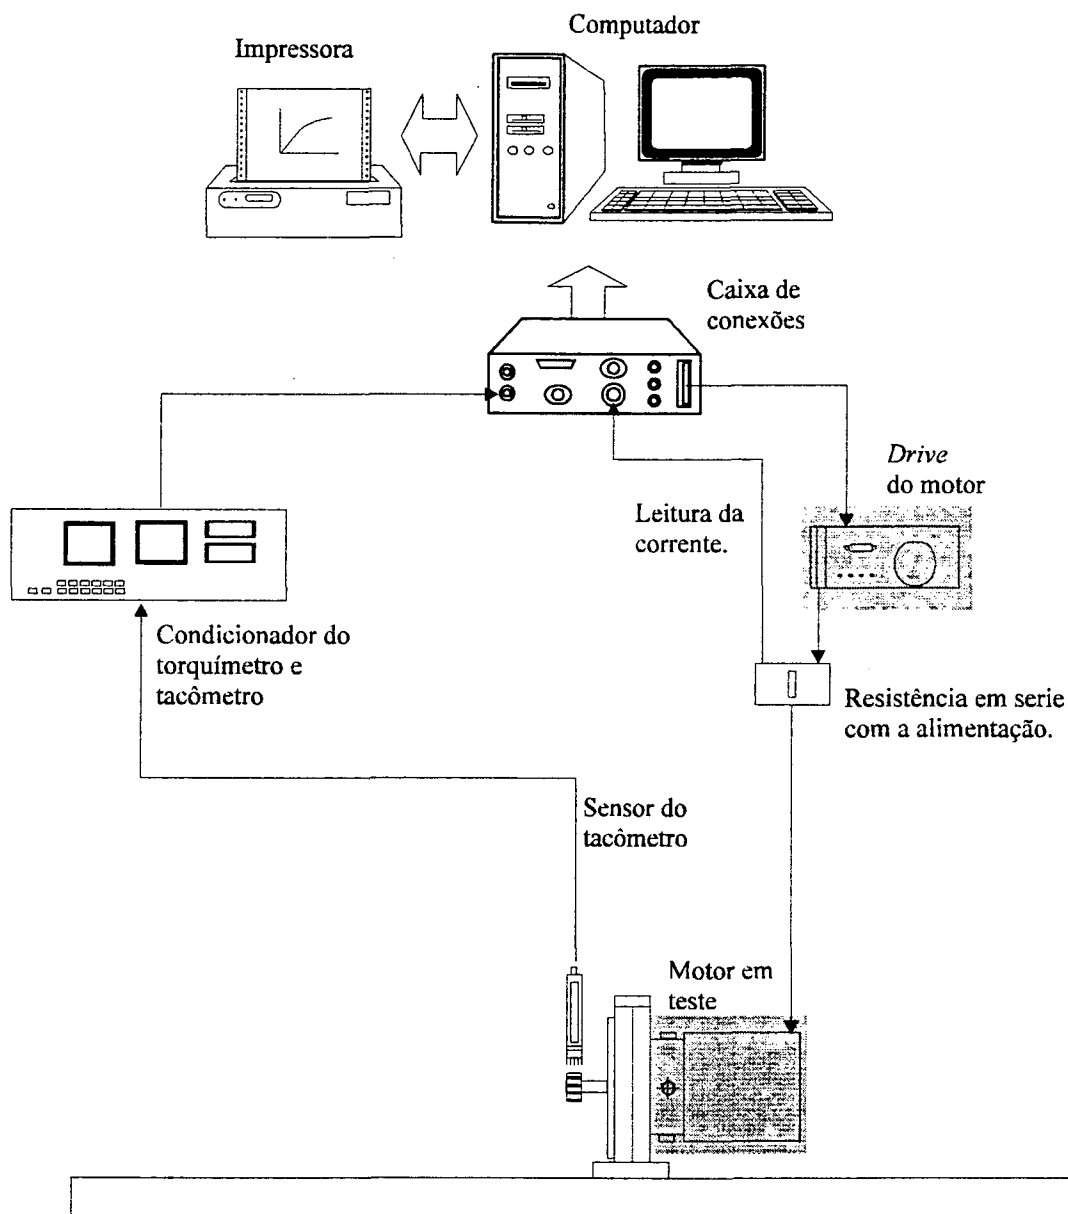 Computador
Impressora
Caixa de
conexões
Drive
do motor
Leitura da
corrente.
Condicionador do
torquímetro e
tacômetro
Resistência em serie
com a alimentação.
Sensor do
tacômetro
Motor em
teste